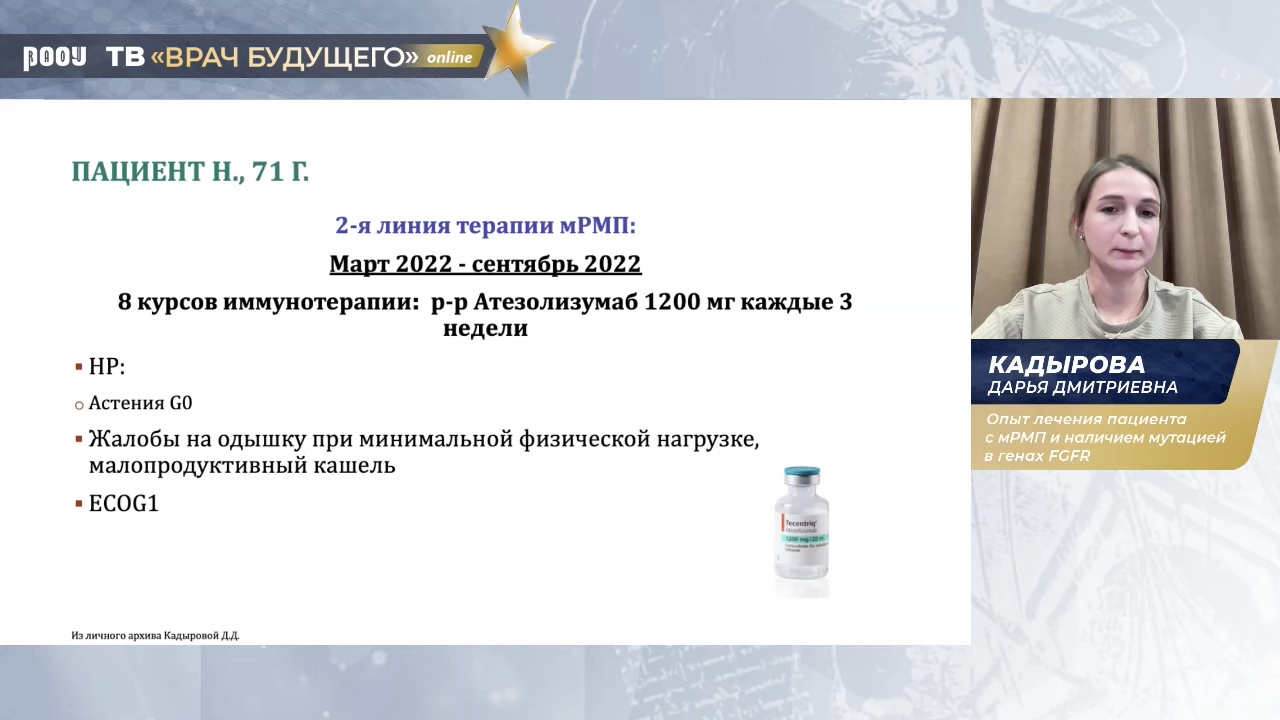 РООУ ТВ «ВРАЧ БУДУЩЕГО» online
ПАЦИЕНТ Н., 71 Г.
2-я линия терапии мРМП:
Март 2022 - сентябрь 2022
8 курсов иммунотерапии: р-р Атезолизумаб 1200 мг каждые 3
недели
НР:
Астения G0
Жалобы на одышку при минимальной физической нагрузке,
малопродуктивный кашель
ECOG1
Tecentriq
1200 mg/20 ml
Из личного архива Кадыровой Д.Д.
КАДЫРОВА
ДАРЬЯ ДМИТРИЕВНА
Опыт лечения пациента
с мРМП и наличием мутацией
в генах FGFR